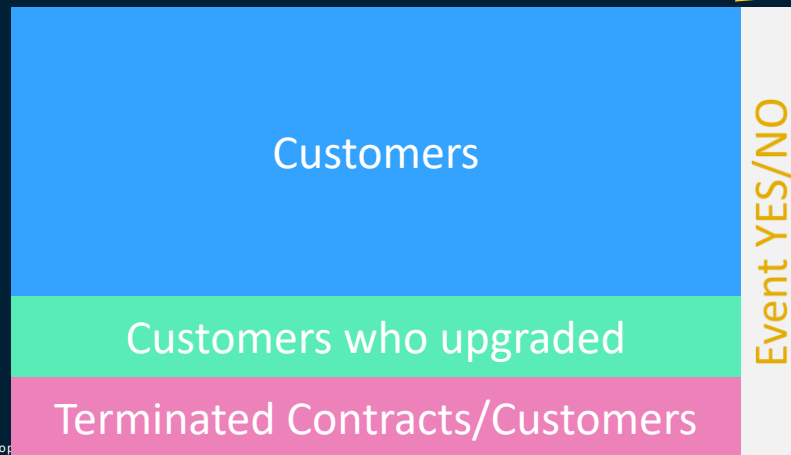 Customers
Event YES/NO
Customers who upgraded
Terminated Contracts/Customers